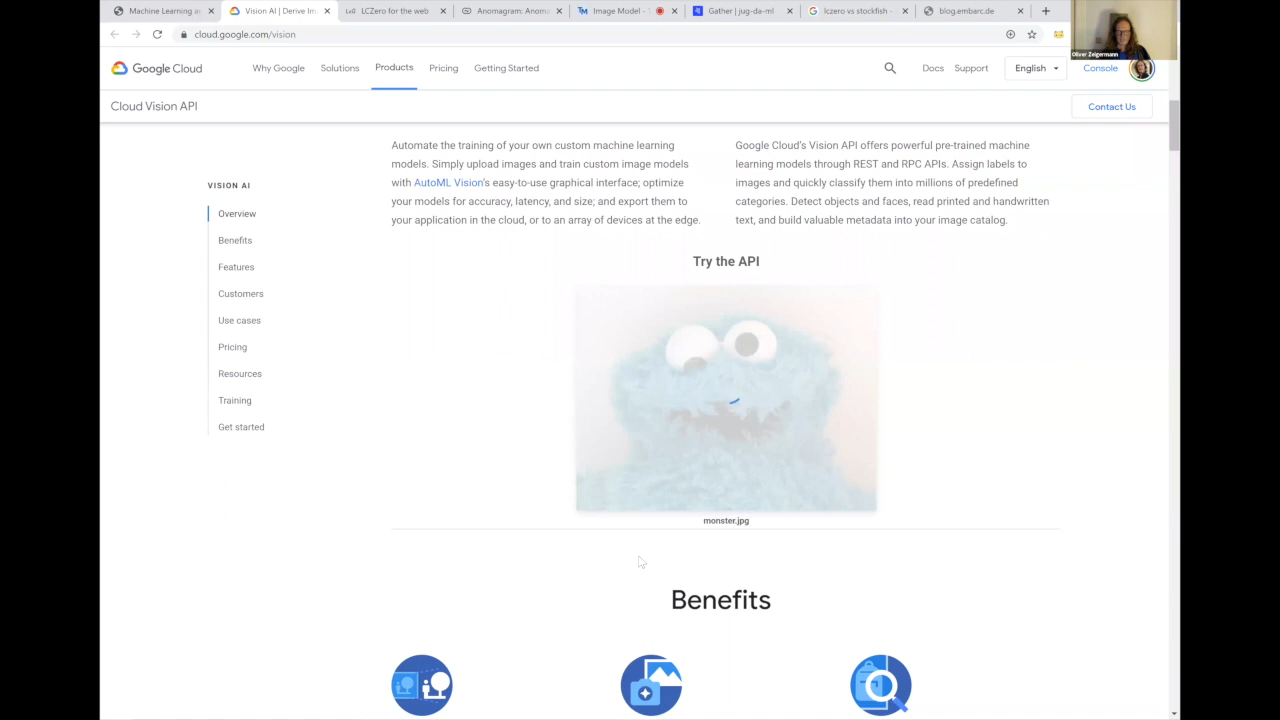 Machine Learning a
Vision AI | Derive Im
LCZero for the web
Anomagram: Anoma
Image Model - T
Gather | jug-da-ml
lczero vs stockfish -
blog.embarc.de
cloud.google.com/vision
Oliver Zeigermann
Google Cloud
Why Google
Solutions
Products
Pricing
Getting Started
Docs
Support
English
Console
Cloud Vision API
Contact Us
VISION AI
Overview
Benefits
Features
Customers
Use cases
Pricing
Resources
Training
Get started
Automate the training of your own custom machine learning
models. Simply upload images and train custom image models
with AutoML Vision's easy-to-use graphical interface; optimize
your models for accuracy, latency, and size; and export them to
your application in the cloud, or to an array of devices at the edge.
Google Cloud's Vision API offers powerful pre-trained machine
learning models through REST and RPC APIs. Assign labels to
images and quickly classify them into millions of predefined
categories. Detect objects and faces, read printed and handwritten
text, and build valuable metadata into your image catalog.
Try the API
monster.jpg
Benefits